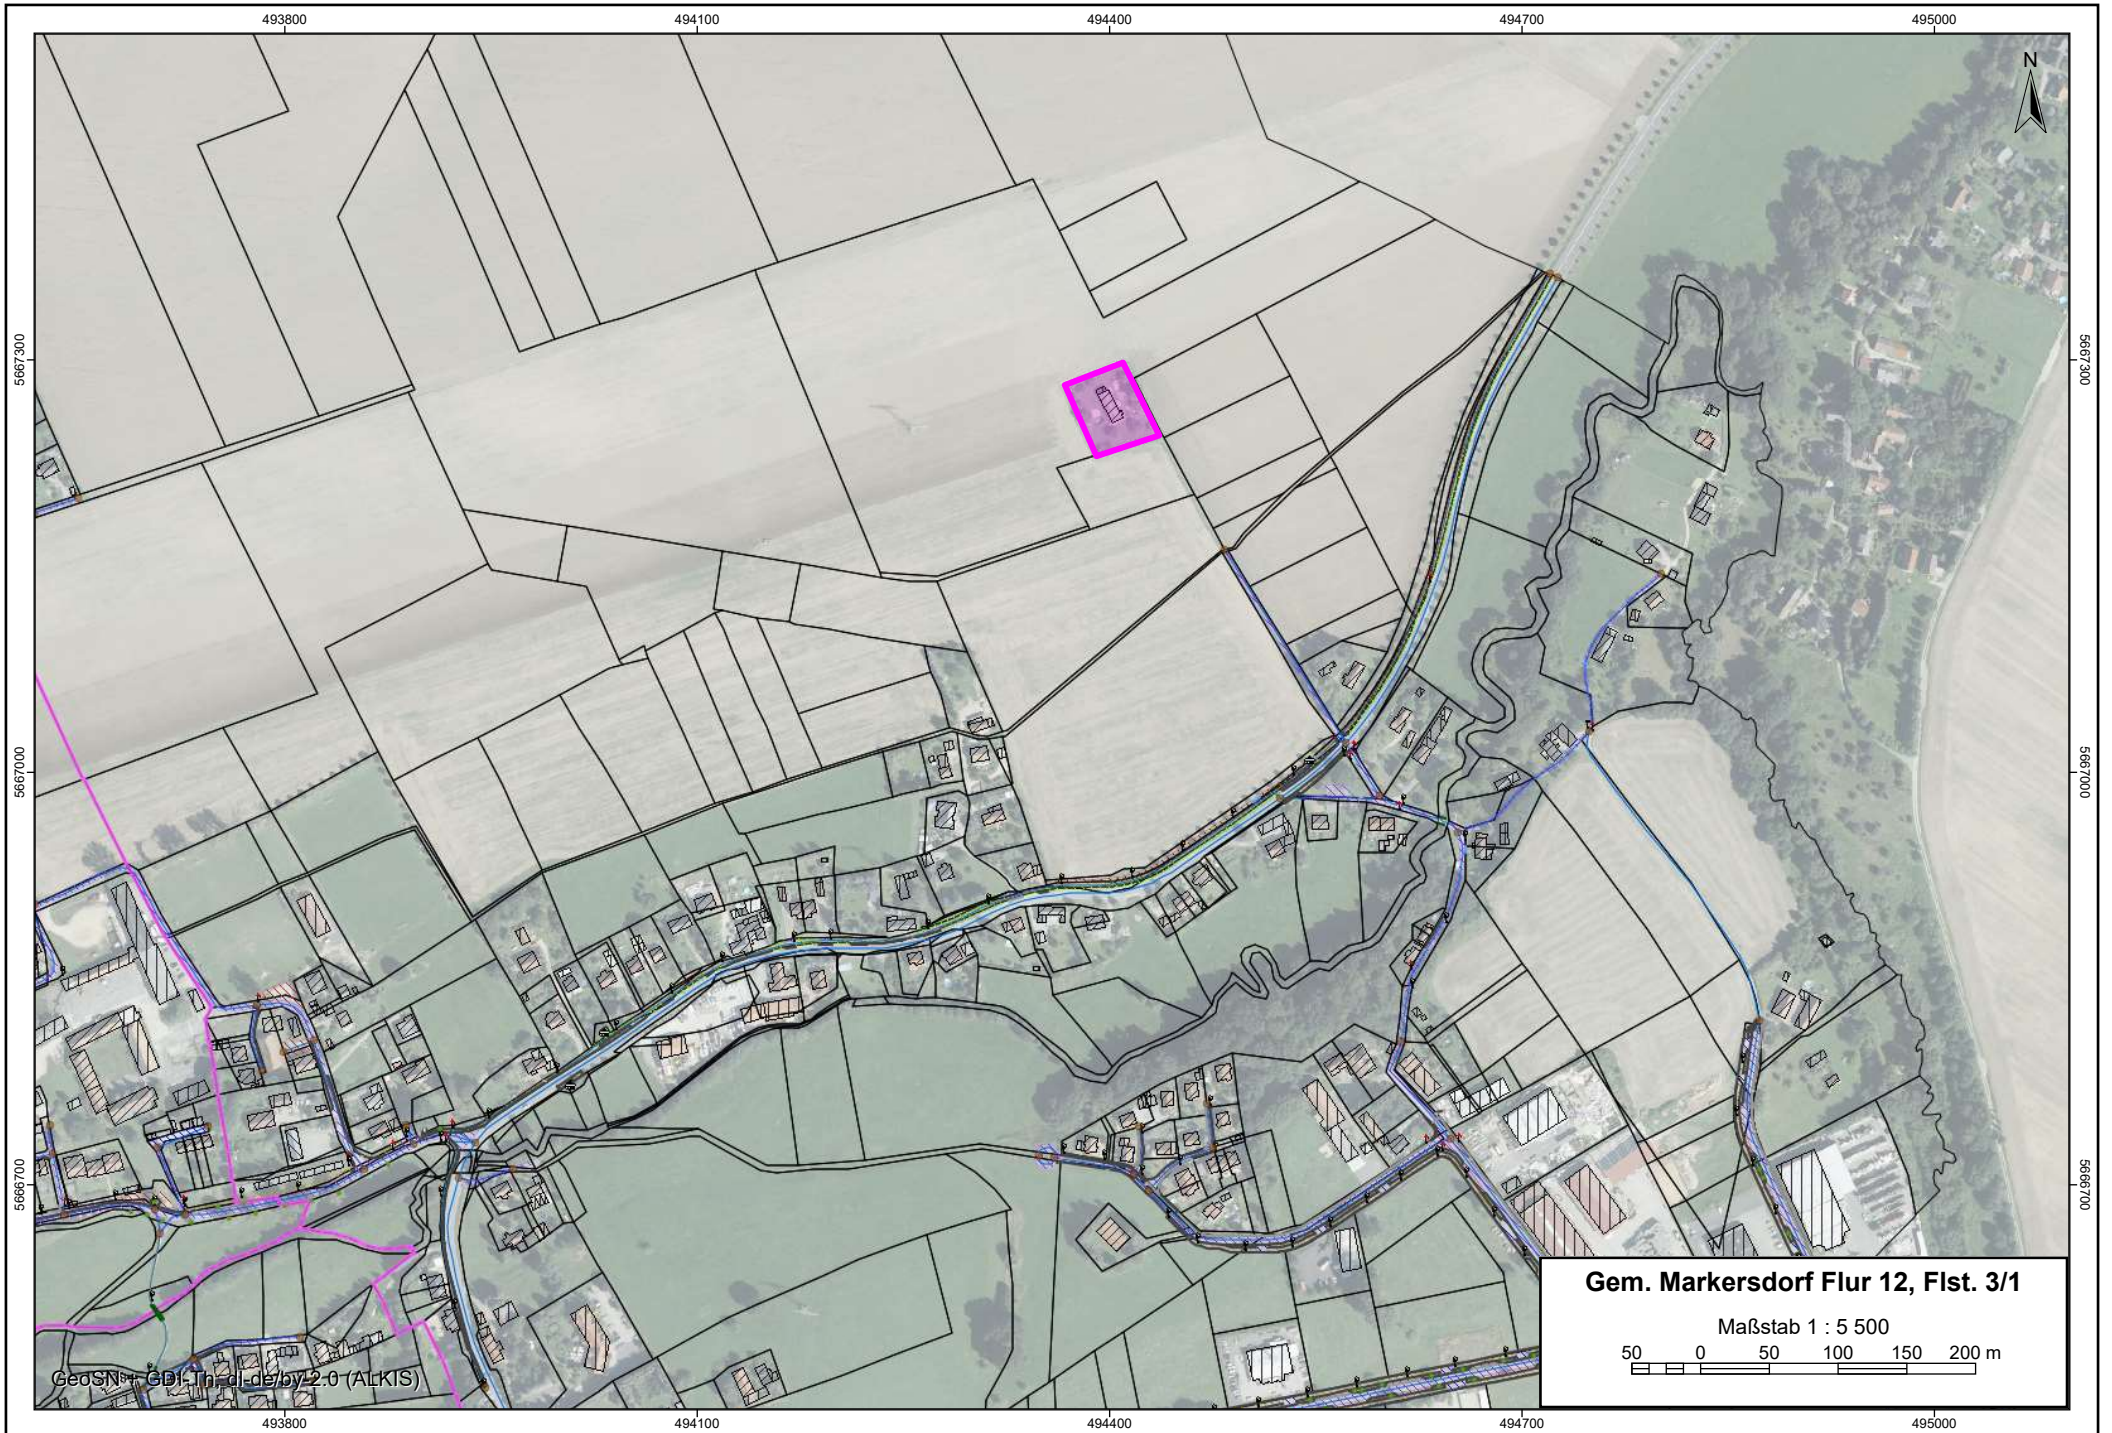 493800 494100 494400 494700 495000
N
5667300 5667300
5667000 5667000
5666700 5666700
Gem. Markersdorf Flur 12, Flst. 3/1
Maßstab 1 : 5 500
50 0 50 100 150 200 m
GeoSN + GDI-Th, dl-de/by-2.0 (ALKIS)
493800 494100 494400 494700 495000